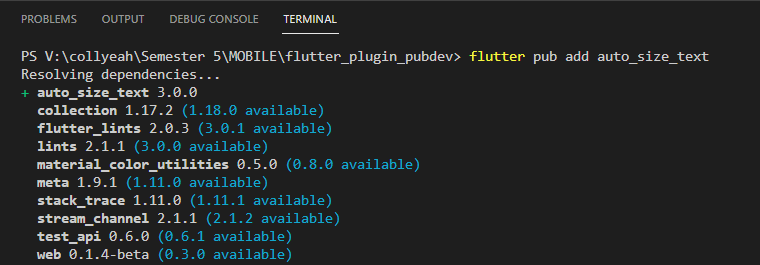 PROBLEMS OUTPUT DEBUG CONSOLE TERMINAL
PS V:\collyeah\Semester 5\MOBILE\flutter_plugin_pubdev> flutter pub add auto_size_text
Resolving dependencies...
+ auto_size_text 3.0.0
collection 1.17.2 (1.18.0 available)
flutter_lints 2.0.3 (3.0.1 available)
lints 2.1.1 (3.0.0 available)
material_color_utilities 0.5.0 (0.8.0 available)
meta 1.9.1 (1.11.0 available)
stack_trace 1.11.0 (1.11.1 available)
stream_channel 2.1.1 (2.1.2 available)
test_api 0.6.0 (0.6.1 available)
web 0.1.4-beta (0.3.0 available)